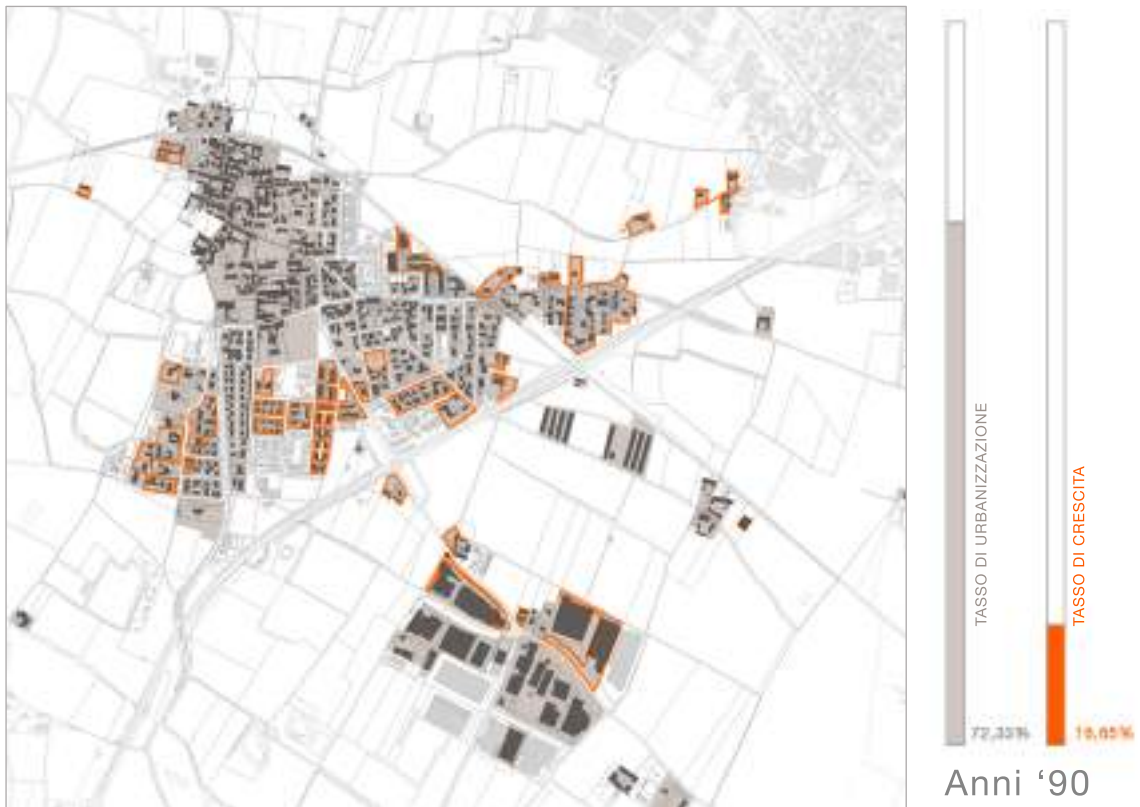 TASSO DI URBANIZZAZIONE
TASSO DI CRESCITA
72,33%
Anni ‘90